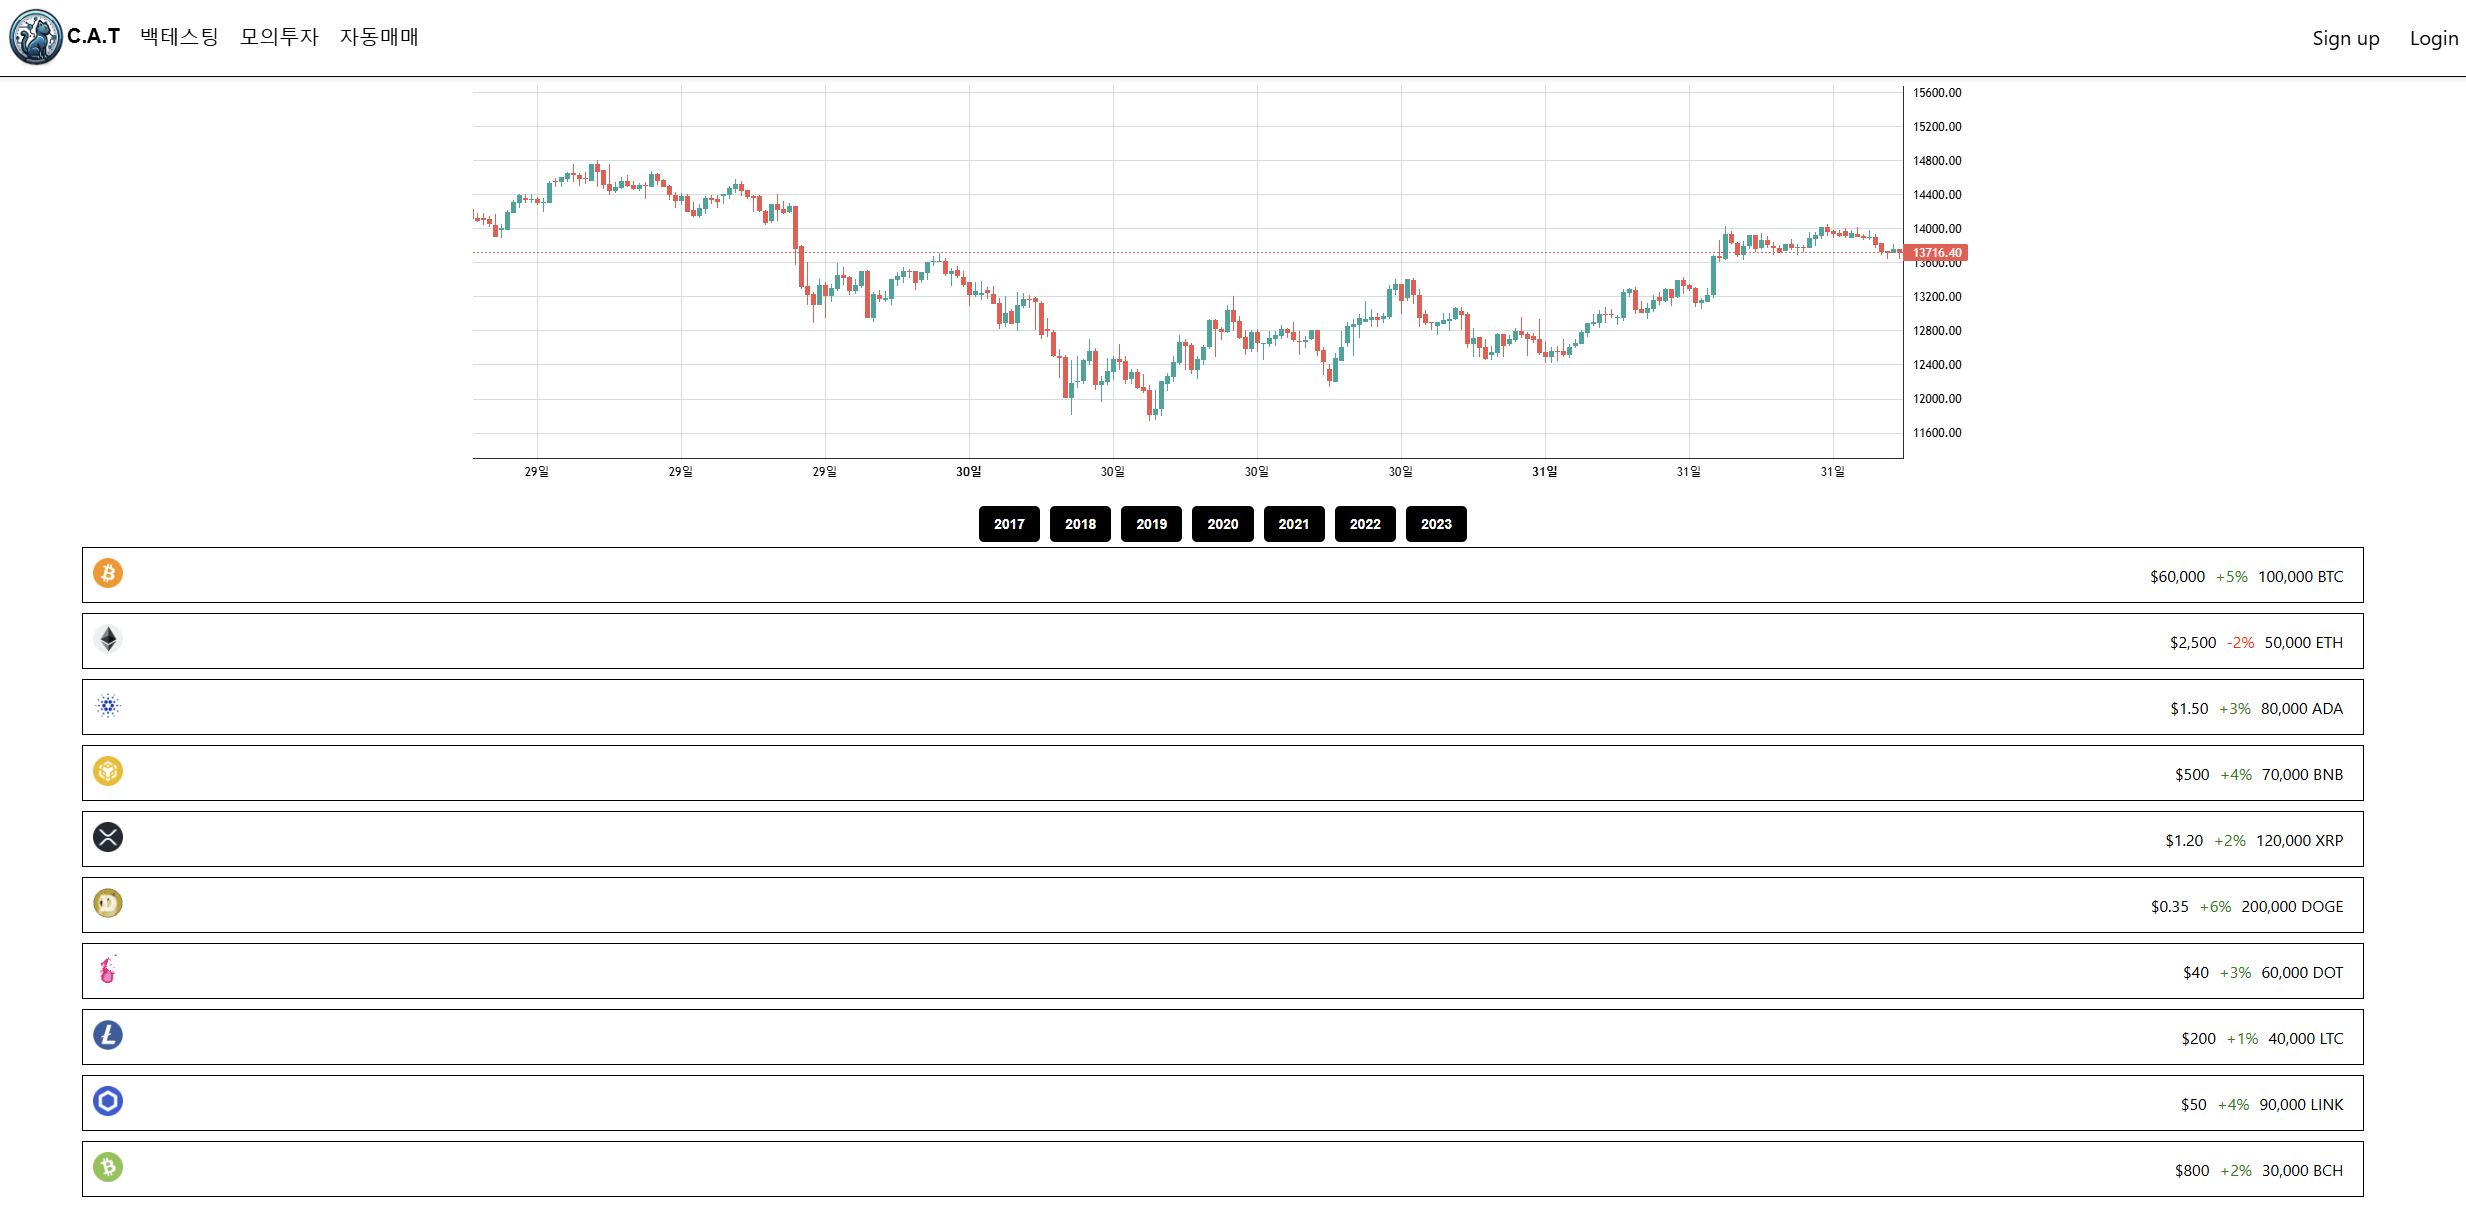 C.A.T 백테스팅 모의투자 자동매매 Sign up Login
15600.00
15200.00
14800.00
14400.00
14000.00
13716.40
13600.00
13200.00
12800.00
12400.00
12000.00
11600.00
29일 29일 29일 30일 30일 30일 30일 31일 31일 31일
2017 2018 2019 2020 2021 2022 2023
$60,000 +5% 100,000 BTC
$2,500 -2% 50,000 ETH
$1.50 +3% 80,000 ADA
$500 +4% 70,000 BNB
$1.20 +2% 120,000 XRP
$0.35 +6% 200,000 DOGE
$40 +3% 60,000 DOT
$200 +1% 40,000 LTC
$50 +4% 90,000 LINK
$800 +2% 30,000 BCH